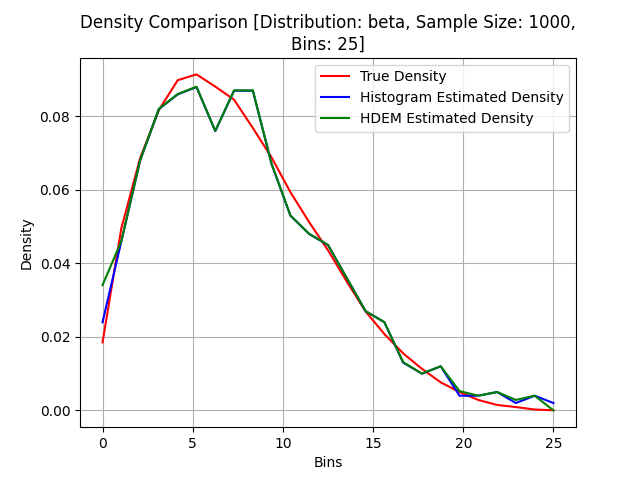 Density Comparison [Distribution: beta, Sample Size: 1000,
Bins: 25]
True Density
Histogram Estimated Density
HDEM Estimated Density
Density
0.08
0.06
0.04
0.02
0.00
0
5
10
15
20
25
Bins